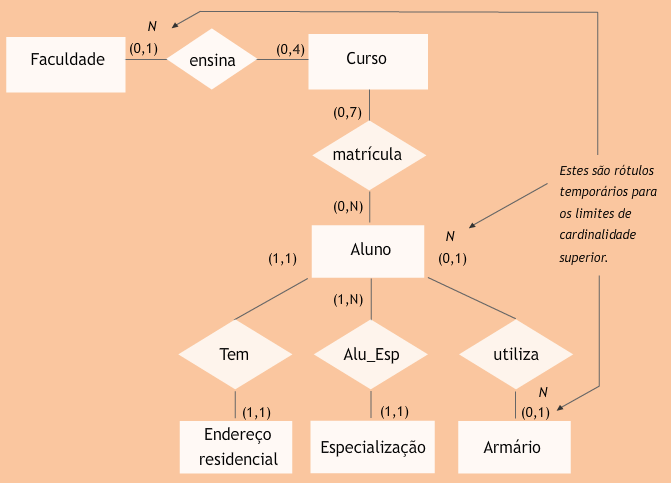 N
Faculdade
(0,1)
ensina
(0,4)
Curso
(0,7)
matrícula
Estes são rótulos
temporários para
os limites de
cardinalidade
superior.
(0,N)
N
Aluno
(1,1)
(0,1)
(1,N)
Tem
Alu_Esp
utiliza
N
(1,1)
(1,1)
(0,1)
Endereço
residencial
Especialização
Armário